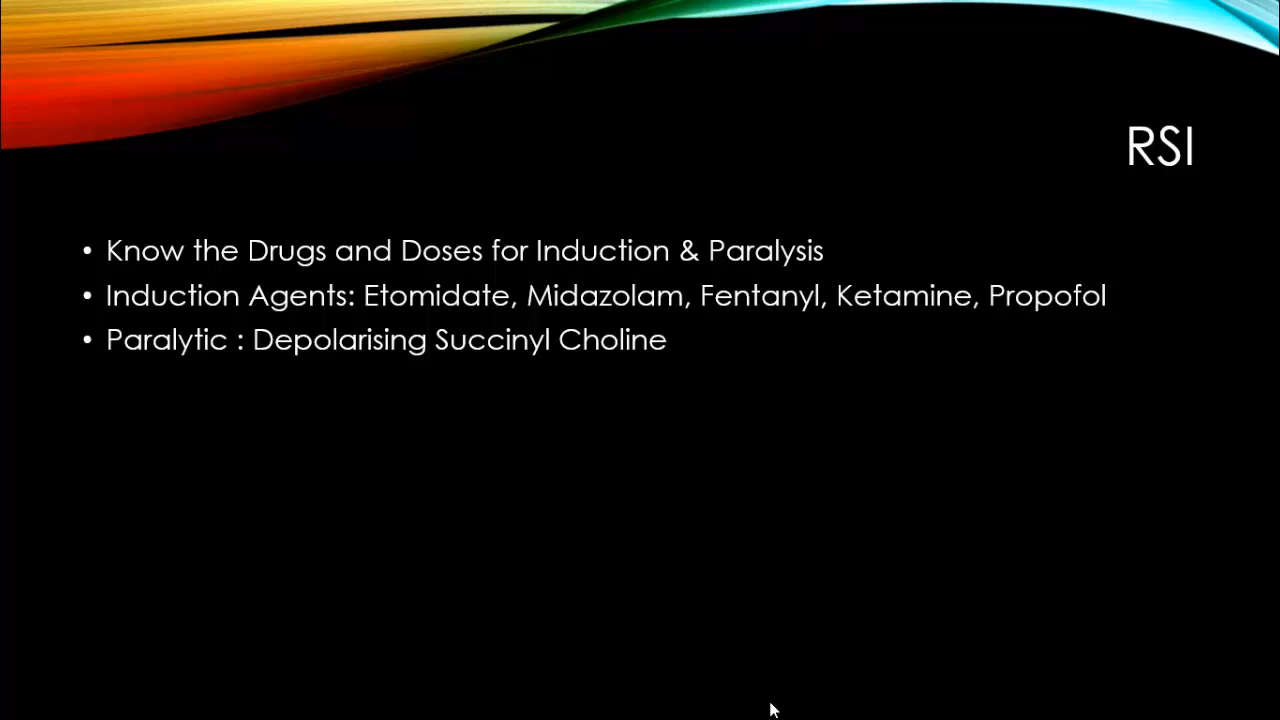 RSI
• Know the Drugs and Doses for Induction & Paralysis
• Induction Agents: Etomidate, Midazolam, Fentanyl, Ketamine, Propofol
• Paralytic : Depolarising Succinyl Choline